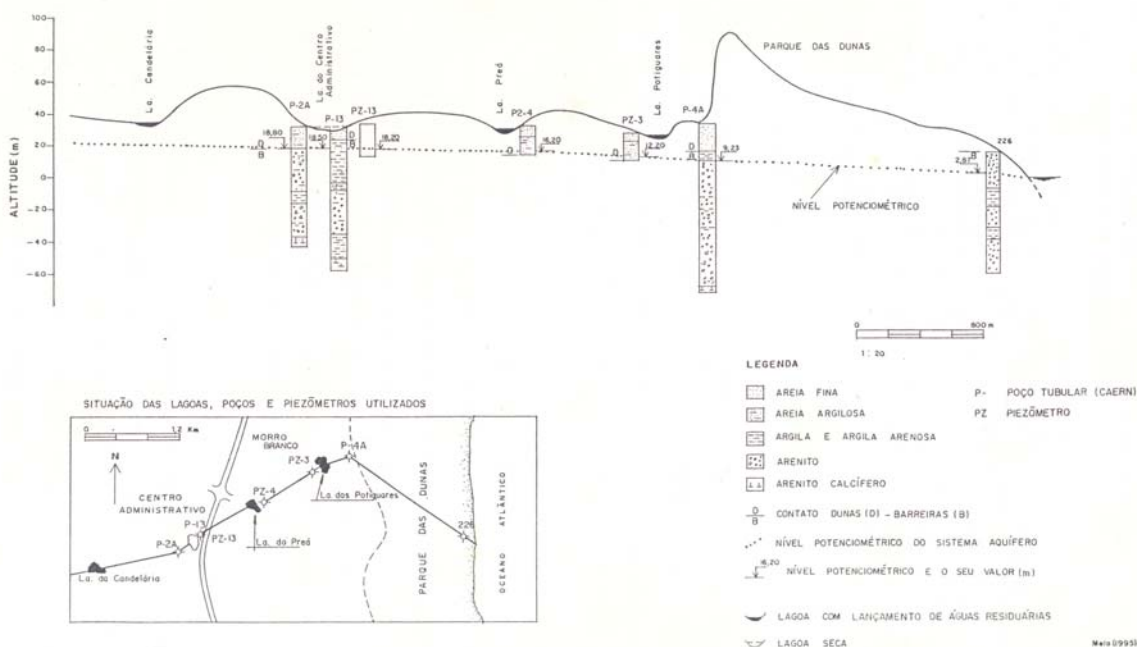 ALTITUDE (m)
100
80
60
40
20
0
-20
-40
-60
La. Candelária
P-2A
La. do Centro
Administrativo
P-13
PZ-13
La. Preá
PZ-4
PZ-3
La. Potiguares
P-4A
PARQUE DAS DUNAS
226
18,80
D
B
18,50
D
B
18,20
D
16,20
D
12,20
D
B
9,23
2,67
B
NÍVEL POTENCIOMÉTRICO
0 800 m
1 : 20
LEGENDA
AREIA FINA
AREIA ARGILOSA
ARGILA E ARGILA ARENOSA
ARENITO
ARENITO CALCÍFERO
D
B
CONTATO DUNAS (D) - BARREIRAS (B)
NÍVEL POTENCIOMÉTRICO DO SISTEMA AQUÍFERO
16,20
NÍVEL POTENCIOMÉTRICO E O SEU VALOR (m)
LAGOA COM LANÇAMENTO DE ÁGUAS RESIDUÁRIAS
LAGOA SECA
P- POÇO TUBULAR (CAERN)
PZ PIEZÔMETRO
SITUAÇÃO DAS LAGOAS, POÇOS E PIEZÔMETROS UTILIZADOS
0 1,2 Km
N
MORRO
BRANCO
P-4A
PZ-3
La. dos Potiguares
PZ-4
CENTRO
ADMINISTRATIVO
P-13
PZ-13
La. do Preá
P-2A
La. da Candelária
PARQUE DAS DUNAS
226
OCEANO ATLÂNTICO
Melo (1995)